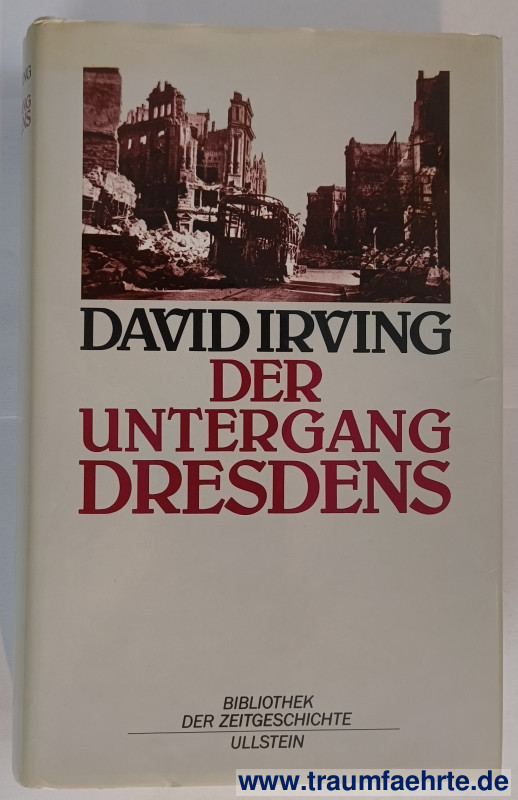 DAVID IRVING
DER
UNTERGANG
DRESDENS
BIBLIOTHEK
DER ZEITGESCHICHTE
ULLSTEIN
www.traumfaehrte.de